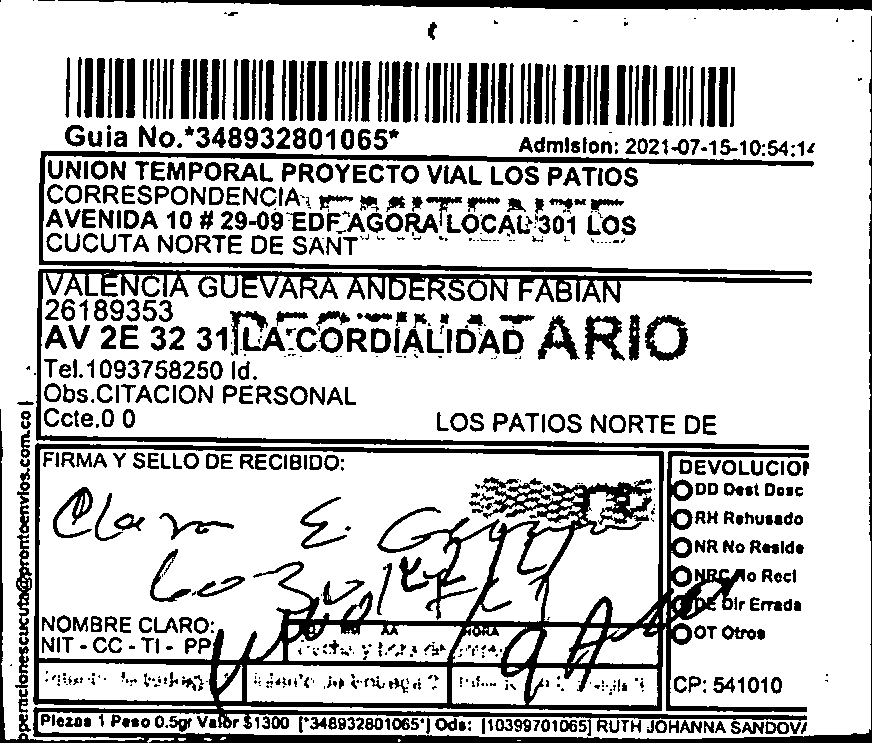 Guia No.*348932801065*
Admision: 2021-07-15-10:54:14
UNION TEMPORAL PROYECTO VIAL LOS PATIOS
CORRESPONDENCIA
AVENIDA 10 # 29-09 EDF AGORA LOCAL 301 LOS
CUCUTA NORTE DE SANT
VALENCIA GUEVARA ANDERSON FABIAN
26189353
AV 2E 32 31 LA CORDIALIDAD
Tel.1093758250 Id.
Obs.CITACION PERSONAL
Ccte.0 0
LOS PATIOS NORTE DE
operacionescucuta@prontoenvios.com.co |
FIRMA Y SELLO DE RECIBIDO:
Clara E.
NOMBRE CLARO:
NIT - CC - TI - PP
MM AA HORA
DEVOLUCION
DD Dest Desc
RH Rehusado
NR No Reside
NRC No Recl
DE Dir Errada
OT Otros
CP: 541010
Piezas 1 Peso 0.5gr Valor $1300 [*348932801065*] Ods: [10399701065] RUTH JOHANNA SANDOVA